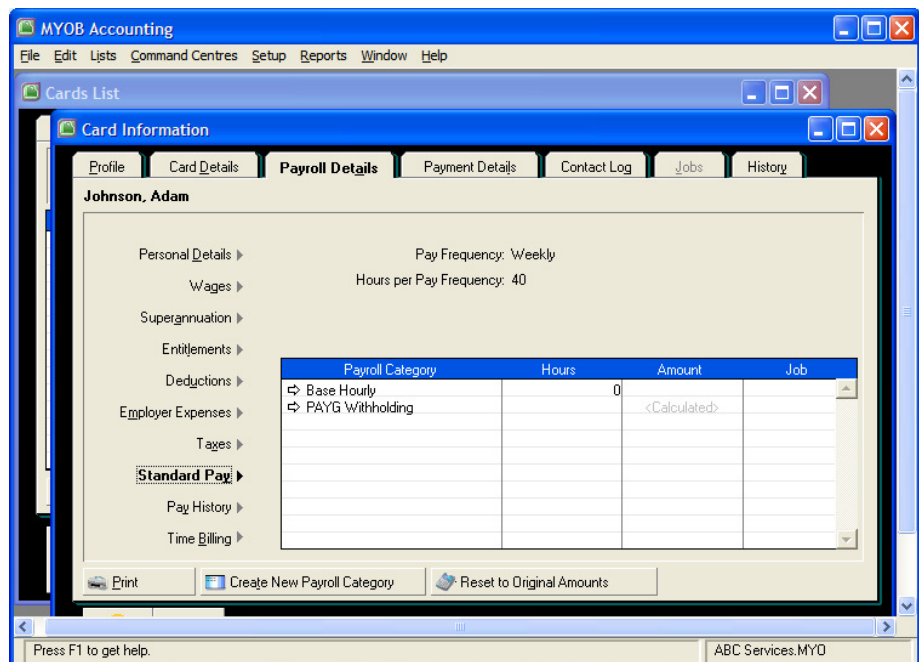 MYOB Accounting
File Edit Lists Command Centres Setup Reports Window Help
Cards List
Card Information
Profile Card Details Payroll Details Payment Details Contact Log Jobs History
Johnson, Adam
Personal Details
Pay Frequency: Weekly
Wages
Hours per Pay Frequency: 40
Superannuation
Entitlements
Deductions
Payroll Category Hours Amount Job
Base Hourly 0
Employer Expenses
PAYG Withholding <Calculated>
Taxes
Standard Pay
Pay History
Time Billing
Print Create New Payroll Category Reset to Original Amounts
Press F1 to get help. ABC Services.MYO